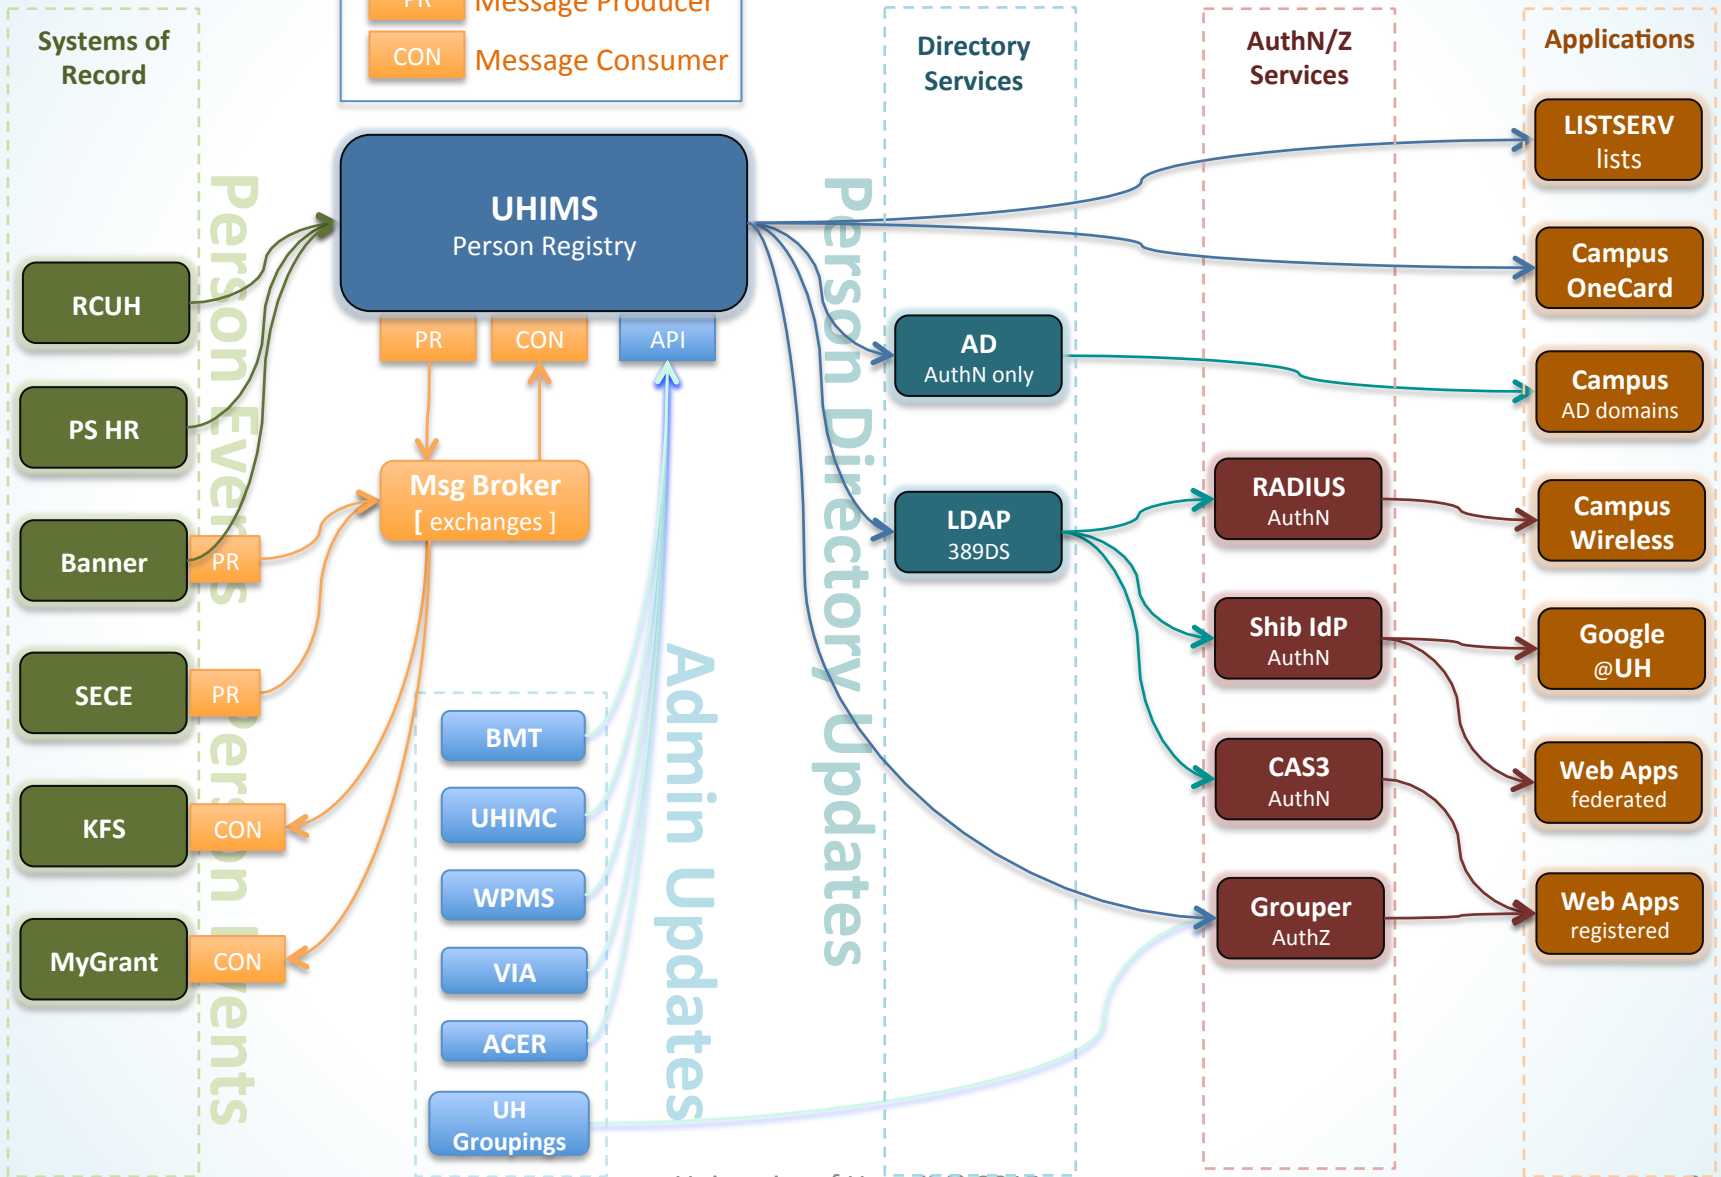 PR Message Producer
CON Message Consumer
Systems of
Record
Directory
Services
AuthN/Z
Services
Applications
Person Events
Person Events
Person Directory Updates
Admin Updates
RCUH
PS HR
Banner
PR
SECE
PR
KFS
CON
MyGrant
CON
UHIMS
Person Registry
PR
CON
API
Msg Broker
[ exchanges ]
BMT
UHIMC
WPMS
VIA
ACER
UH
Groupings
AD
AuthN only
LDAP
389DS
RADIUS
AuthN
Shib IdP
AuthN
CAS3
AuthN
Grouper
AuthZ
LISTSERV
lists
Campus
OneCard
Campus
AD domains
Campus
Wireless
Google
@UH
Web Apps
federated
Web Apps
registered